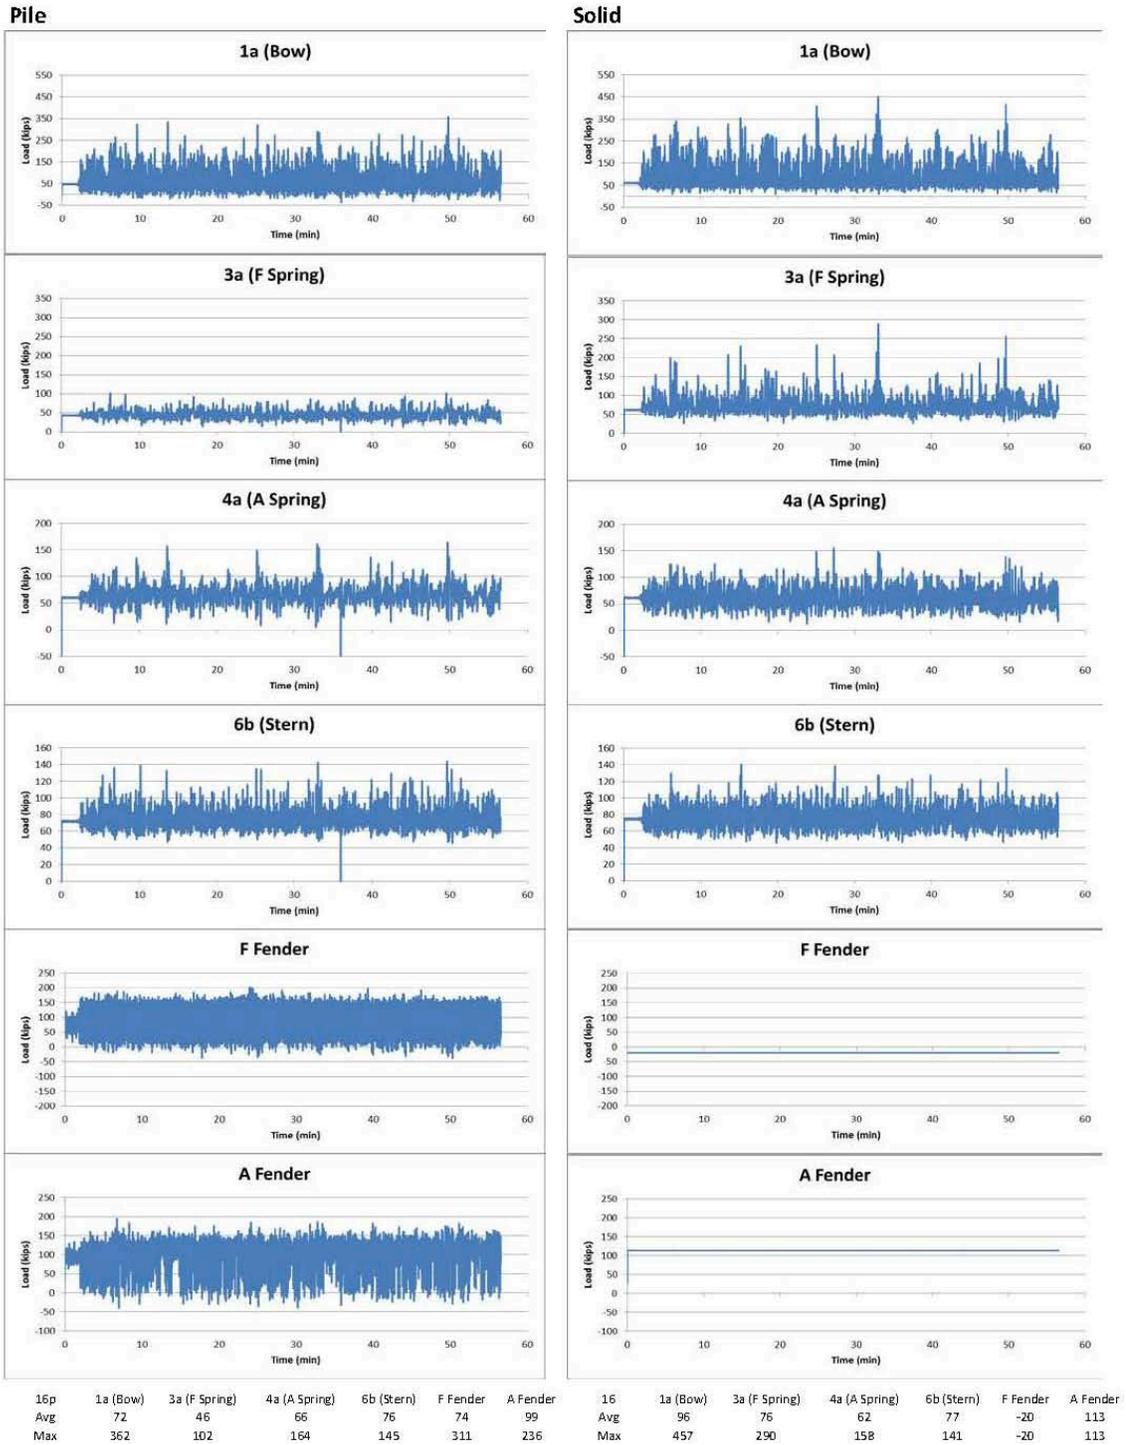 Pile
1a (Bow)
Load (kips)
550
450
350
250
150
50
-50
0 10 20 30 40 50 60
Time (min)
3a (F Spring)
Load (kips)
350
300
250
200
150
100
50
0
0 10 20 30 40 50 60
Time (min)
4a (A Spring)
Load (kips)
200
150
100
50
0
-50
0 10 20 30 40 50 60
Time (min)
6b (Stern)
Load (kips)
160
140
120
100
80
60
40
20
0
0 10 20 30 40 50 60
Time (min)
F Fender
Load (kips)
250
200
150
100
50
0
-50
-100
-150
-200
0 10 20 30 40 50 60
Time (min)
A Fender
Load (kips)
250
200
150
100
50
0
-50
-100
0 10 20 30 40 50 60
Time (min)
16p 1a (Bow) 3a (F Spring) 4a (A Spring) 6b (Stern) F Fender A Fender
Avg 72 46 66 76 74 99
Max 362 102 164 145 311 236
Solid
1a (Bow)
Load (kips)
550
450
350
250
150
50
-50
0 10 20 30 40 50 60
Time (min)
3a (F Spring)
Load (kips)
350
300
250
200
150
100
50
0
0 10 20 30 40 50 60
Time (min)
4a (A Spring)
Load (kips)
200
150
100
50
0
-50
0 10 20 30 40 50 60
Time (min)
6b (Stern)
Load (kips)
160
140
120
100
80
60
40
20
0
0 10 20 30 40 50 60
Time (min)
F Fender
Load (kips)
250
200
150
100
50
0
-50
-100
-150
-200
0 10 20 30 40 50 60
Time (min)
A Fender
Load (kips)
250
200
150
100
50
0
-50
-100
0 10 20 30 40 50 60
Time (min)
16 1a (Bow) 3a (F Spring) 4a (A Spring) 6b (Stern) F Fender A Fender
Avg 96 76 62 77 -20 113
Max 457 290 158 141 -20 113